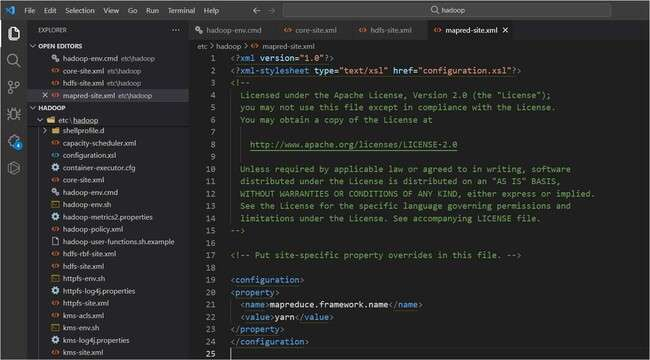 File Edit Selection View Go Run Terminal Help
hadoop
EXPLORER
OPEN EDITORS
hadoop-env.cmd etc\hadoop
core-site.xml etc\hadoop
hdfs-site.xml etc\hadoop
mapred-site.xml etc\hadoop
HADOOP
etc\hadoop
shellprofile.d
capacity-scheduler.xml
configuration.xsl
container-executor.cfg
core-site.xml
hadoop-env.cmd
hadoop-env.sh
hadoop-metrics2.properties
hadoop-policy.xml
hadoop-user-functions.sh.example
hdfs-rbf-site.xml
hdfs-site.xml
httpfs-env.sh
httpfs-log4j.properties
httpfs-site.xml
kms-acls.xml
kms-env.sh
kms-log4j.properties
kms-site.xml
4
hadoop-env.cmd core-site.xml hdfs-site.xml mapred-site.xml
etc > hadoop > mapred-site.xml
1 <?xml version="1.0"?>
2 <?xml-stylesheet type="text/xsl" href="configuration.xsl"?>
3 <!--
4 Licensed under the Apache License, Version 2.0 (the "License");
5 you may not use this file except in compliance with the License.
6 You may obtain a copy of the License at
7
8 http://www.apache.org/licenses/LICENSE-2.0
9
10 Unless required by applicable law or agreed to in writing, software
11 distributed under the License is distributed on an "AS IS" BASIS,
12 WITHOUT WARRANTIES OR CONDITIONS OF ANY KIND, either express or implied.
13 See the License for the specific language governing permissions and
14 limitations under the License. See accompanying LICENSE file.
15 -->
16
17 <!-- Put site-specific property overrides in this file. -->
18
19 <configuration>
20 <property>
21 <name>mapreduce.framework.name</name>
22 <value>yarn</value>
23 </property>
24 </configuration>
25